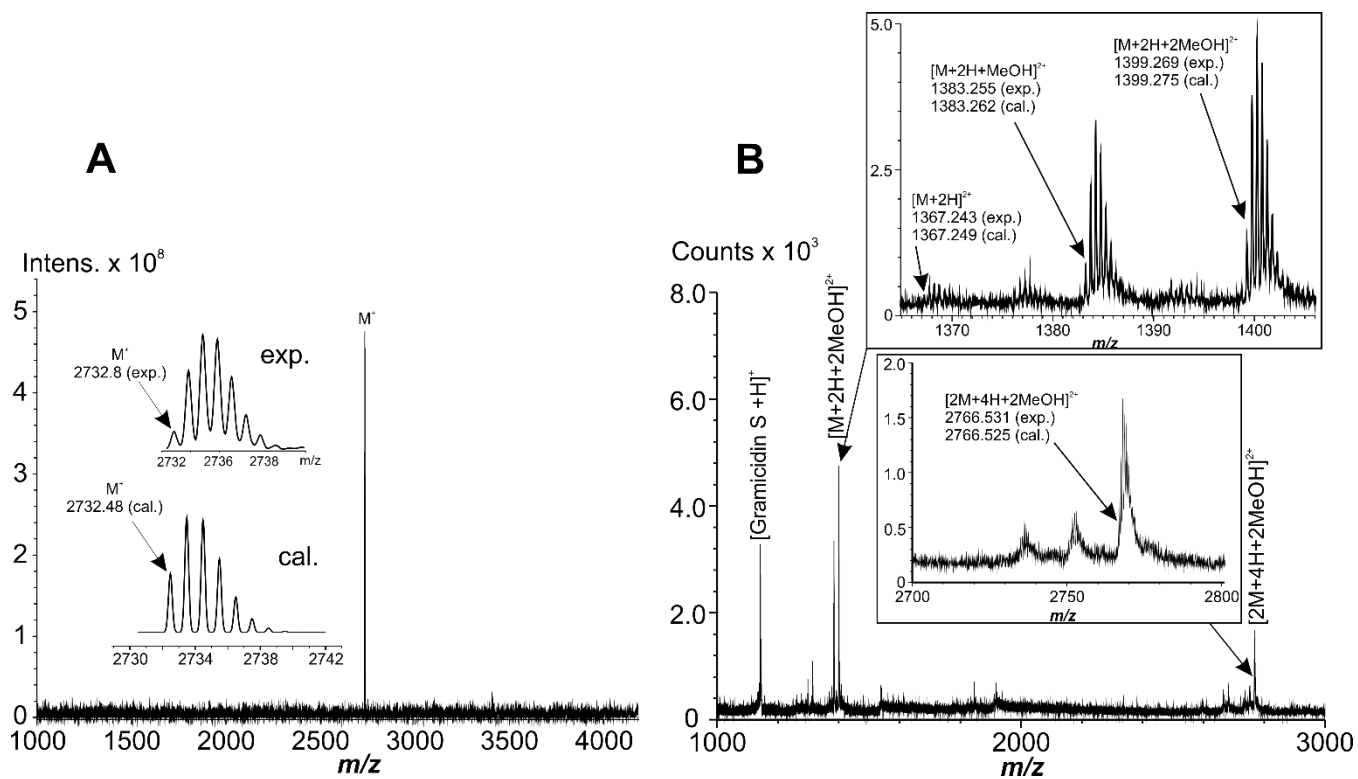 A
Intens. x 10⁸
5
4
3
2
1
0
M⁺
exp.
M⁺
2732.8 (exp.)
2732 2736 2738 m/z
M⁺
2732.48 (cal.)
cal.
2730 2734 2738 2742
1000 1500 2000 2500 3000 3500 4000
m/z
B
Counts x 10³
8.0
6.0
4.0
2.0
0
[Gramicidin S +H]⁺
[M+2H+2MeOH]²⁺
[2M+4H+2MeOH]²⁺
1000 2000 3000
m/z
5.0
2.5
0
[M+2H+2MeOH]²⁺
1399.269 (exp.)
1399.275 (cal.)
[M+2H+MeOH]²⁺
1383.255 (exp.)
1383.262 (cal.)
[M+2H]²⁺
1367.243 (exp.)
1367.249 (cal.)
1370 1380 1390 1400
m/z
2.0
1.5
1.0
0.5
0
[2M+4H+2MeOH]²⁺
2766.531 (exp.)
2766.525 (cal.)
2700 2750 2800
m/z